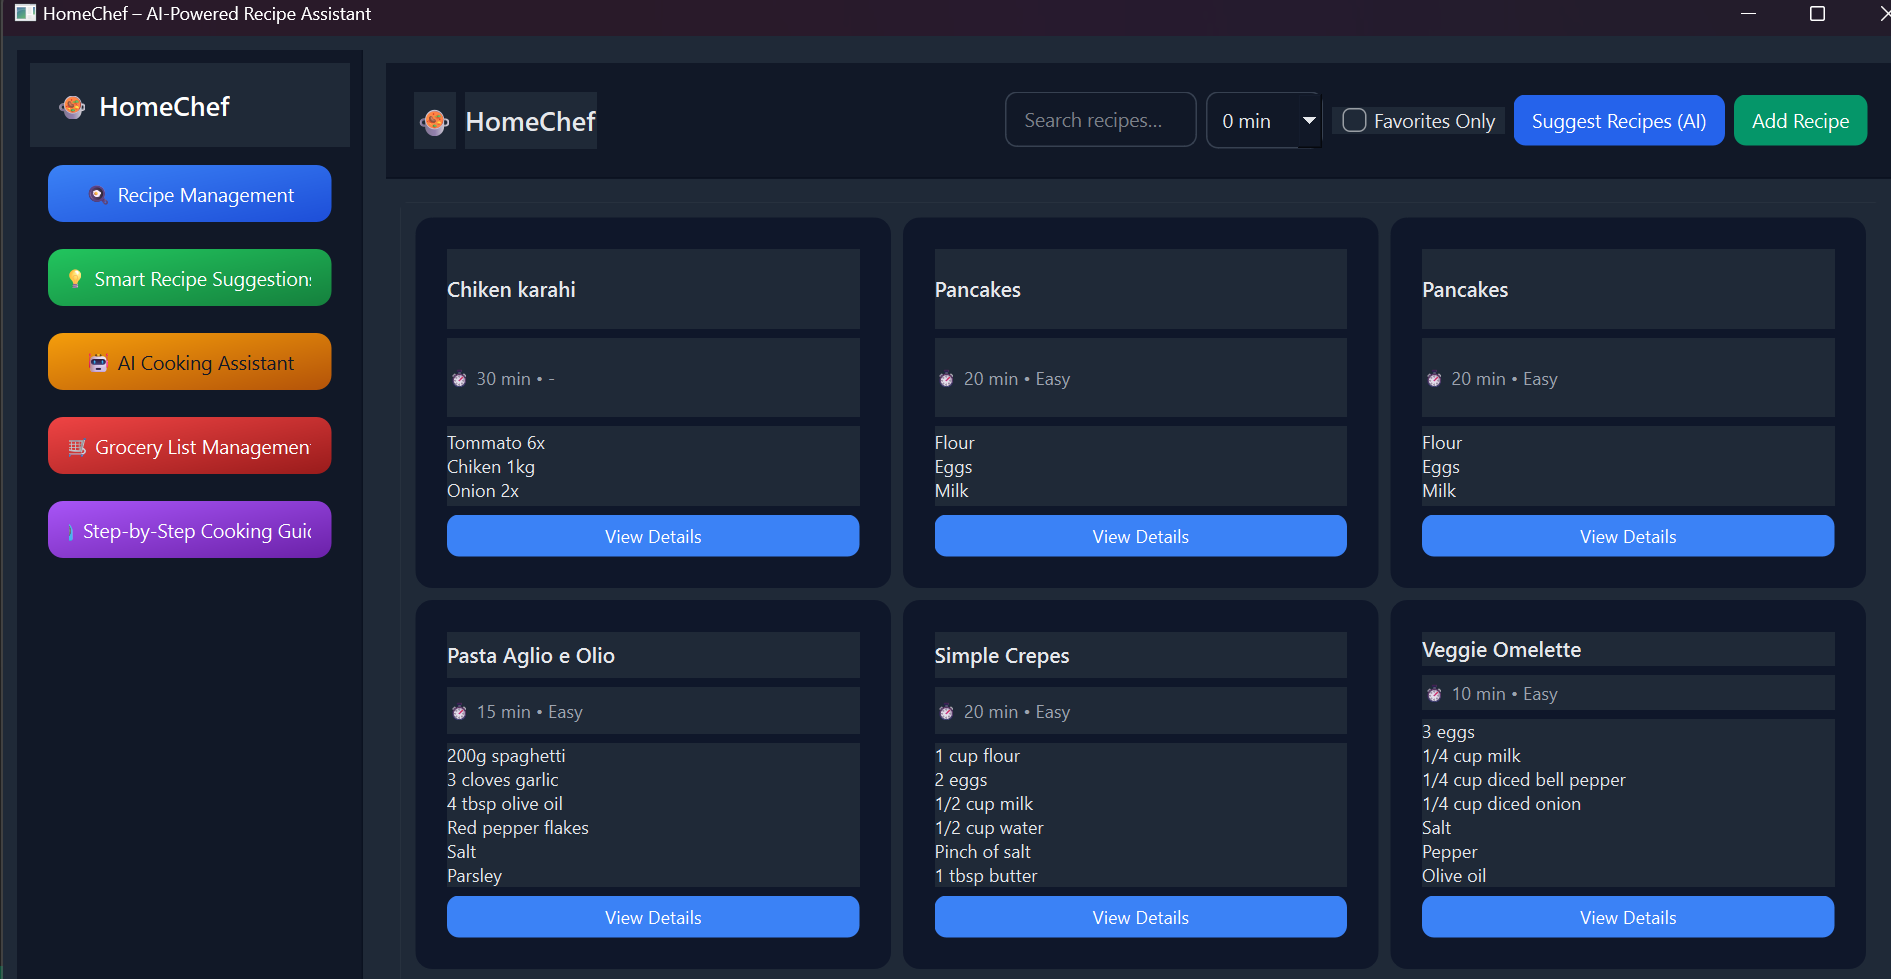 HomeChef – AI-Powered Recipe Assistant
HomeChef
Recipe Management
Smart Recipe Suggestions
AI Cooking Assistant
Grocery List Managemen
Step-by-Step Cooking Guid
HomeChef
Search recipes...
0 min
Favorites Only
Suggest Recipes (AI)
Add Recipe
Chiken karahi
30 min • -
Tommato 6x
Chiken 1kg
Onion 2x
View Details
Pancakes
20 min • Easy
Flour
Eggs
Milk
View Details
Pancakes
20 min • Easy
Flour
Eggs
Milk
View Details
Pasta Aglio e Olio
15 min • Easy
200g spaghetti
3 cloves garlic
4 tbsp olive oil
Red pepper flakes
Salt
Parsley
View Details
Simple Crepes
20 min • Easy
1 cup flour
2 eggs
1/2 cup milk
1/2 cup water
Pinch of salt
1 tbsp butter
View Details
Veggie Omelette
10 min • Easy
3 eggs
1/4 cup milk
1/4 cup diced bell pepper
1/4 cup diced onion
Salt
Pepper
Olive oil
View Details